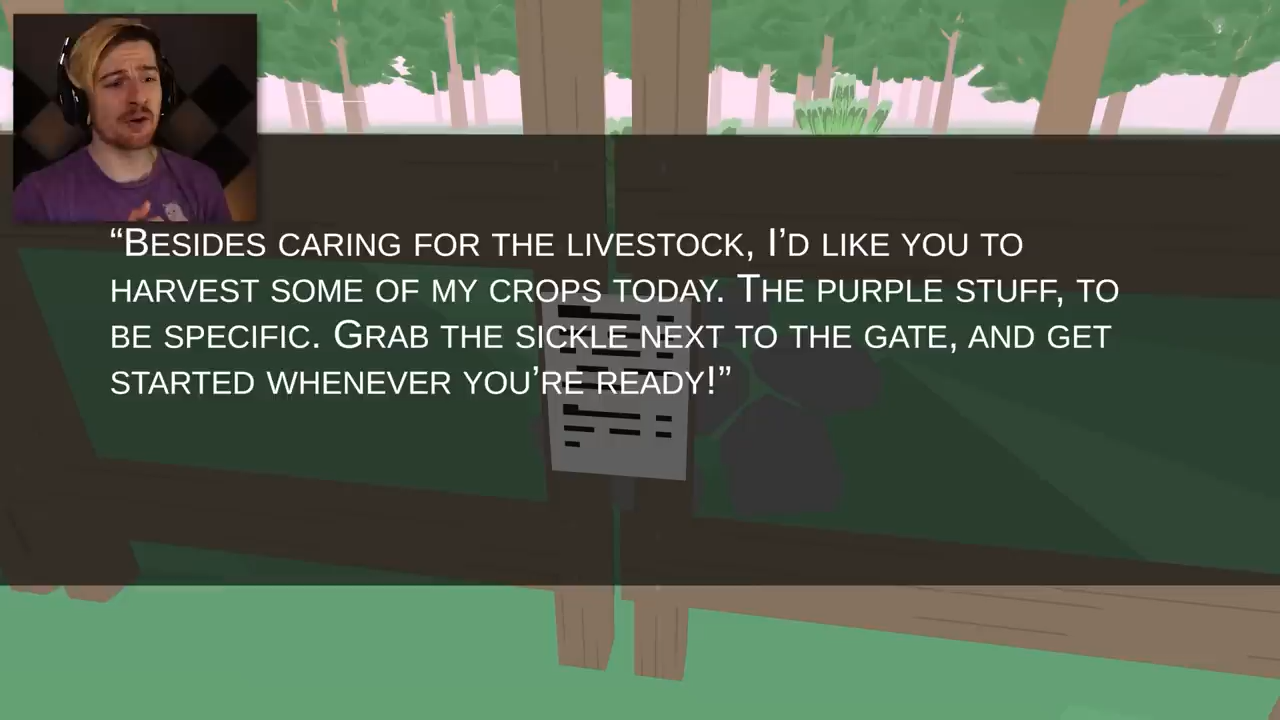 “BESIDES CARING FOR THE LIVESTOCK, I’D LIKE YOU TO
HARVEST SOME OF MY CROPS TODAY. THE PURPLE STUFF, TO
BE SPECIFIC. GRAB THE SICKLE NEXT TO THE GATE, AND GET
STARTED WHENEVER YOU’RE READY!”